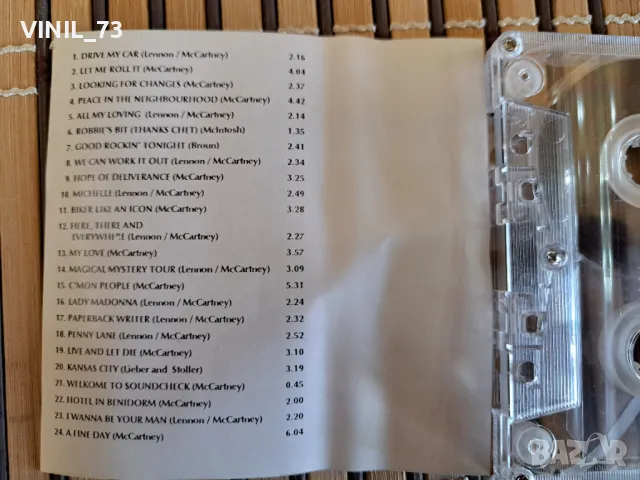 VINIL_73
1. DRIVE MY CAR (Lennon / McCartney) 2.16
2. LET ME ROLL IT (McCartney) 4.04
3. LOOKING FOR CHANGES (McCartney) 2.37
4. PEACE IN THE NEIGHBOURHOOD (McCartney) 4.42
5. ALL MY LOVING (Lennon / McCartney) 2.14
6. ROBBIE'S BIT (THANKS CHET) (McIntosh) 1.35
7. GOOD ROCKIN' TONIGHT (Broun) 2.41
8. WE CAN WORK IT OUT (Lennon / McCartney) 2.34
9. HOPE OF DELIVERANCE (McCartney) 3.25
10. MICHELLE (Lennon / McCartney) 2.49
11. BIKER LIKE AN ICON (McCartney) 3.28
12. HERE, THERE AND
EVERYWHERE (Lennon / McCartney) 2.27
13. MY LOVE (McCartney) 3.57
14. MAGICAL MYSTERY TOUR (Lennon / McCartney) 3.09
15. C'MON PEOPLE (McCartney) 5.31
16. LADY MADONNA (Lennon / McCartney) 2.24
17. PAPERBACK WRITER (Lennon / McCartney) 2.32
18. PENNY LANE (Lennon / McCartney) 2.52
19. LIVE AND LET DIE (McCartney) 3.10
20. KANSAS CITY (Lieber and Stoller) 3.19
21. WELKOME TO SOUNDCHECK (McCartney) 0.45
22. HOTEL IN BENIDORM (McCartney) 2.00
23. I WANNA BE YOUR MAN (Lennon / McCartney) 2.20
24. A FINE DAY (McCartney) 6.04
BAZAR
bg